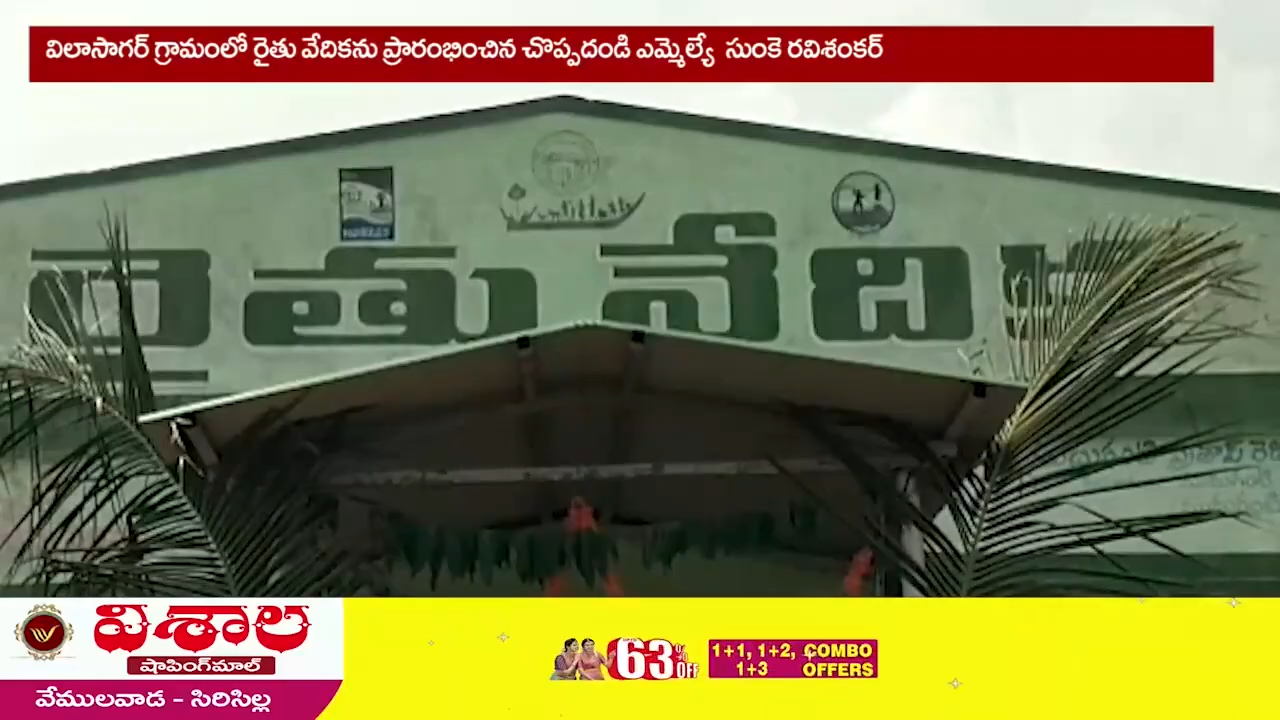 విలాసాగర్ గ్రామంలో రైతు వేదికను ప్రారంభించిన చొప్పదండి ఎమ్మెల్యే సుంకె రవిశంకర్
రైతు వేదిక
విశాల
షాపింగ్‌మాల్
వేములవాడ - సిరిసిల్ల
63% OFF
1+1, 1+2, COMBO
1+3 OFFERS